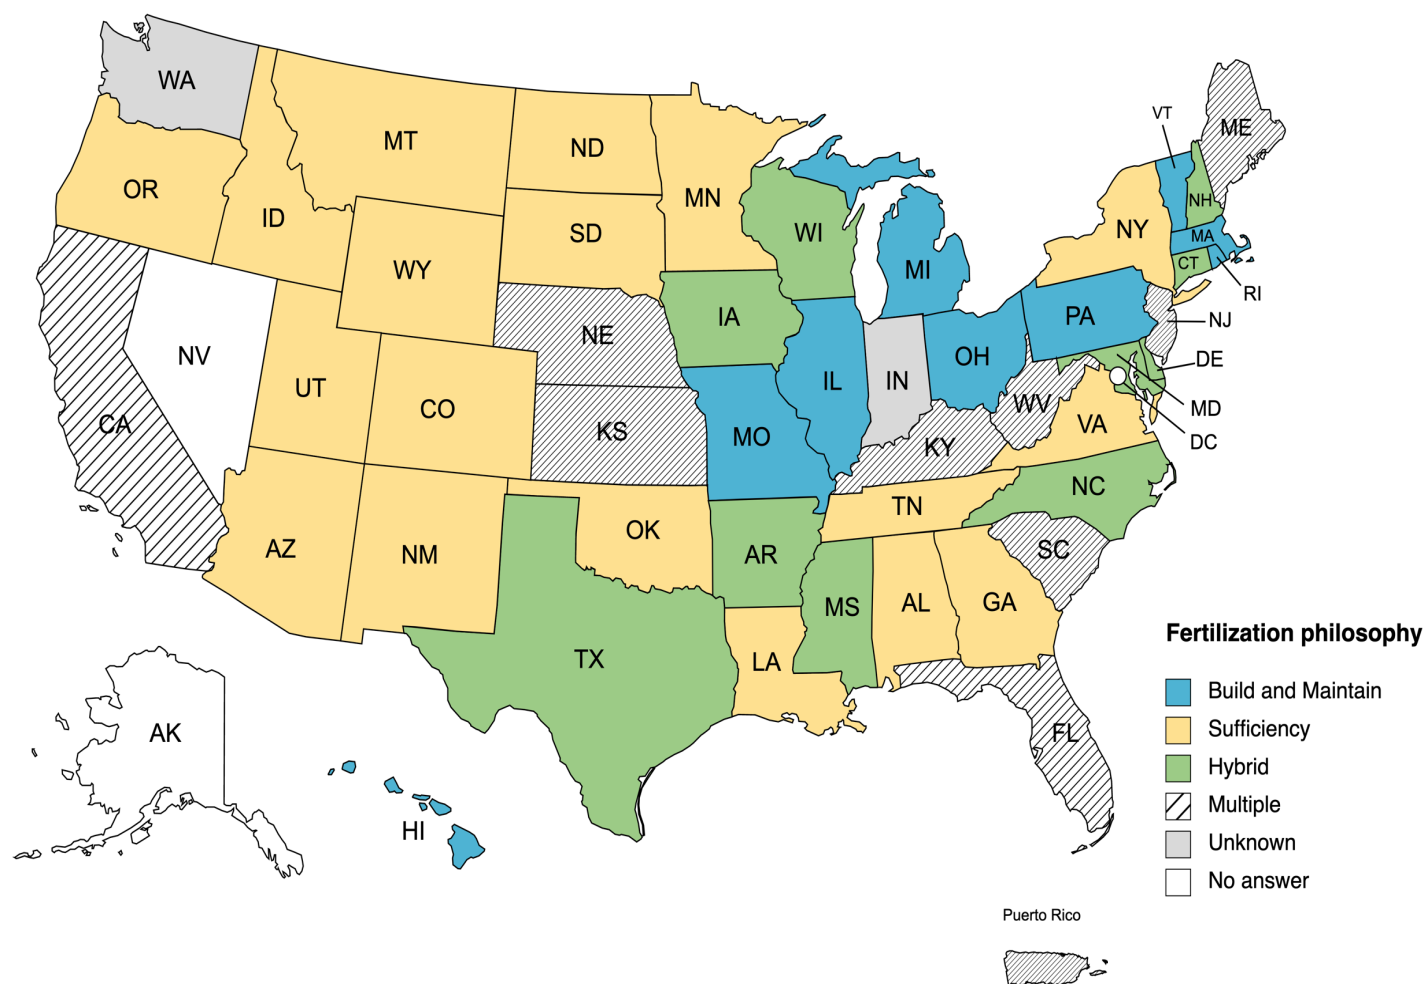 WA
MT
ND
MN
OR
ID
SD
WY
WI
MI
VT
ME
NH
NY
MA
CT
RI
NV
UT
CO
NE
IA
PA
NJ
OH
IL
IN
DE
CA
KS
MO
WV
MD
KY
VA
DC
AZ
NM
OK
AR
TN
NC
SC
MS
AL
GA
TX
LA
FL
AK
HI
Fertilization philosophy
Build and Maintain
Sufficiency
Hybrid
Multiple
Unknown
No answer
Puerto Rico